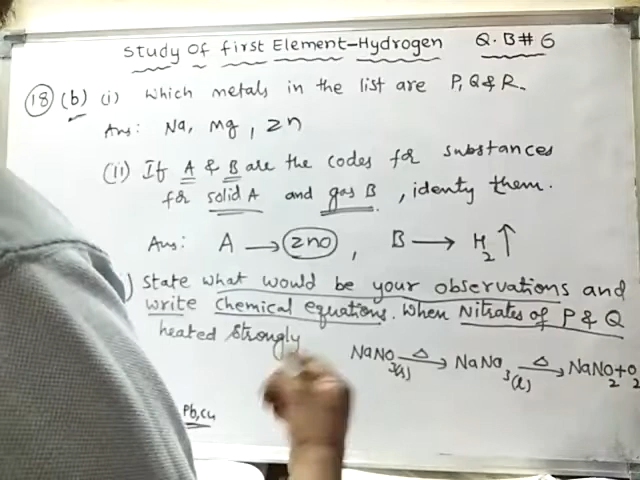 Study Of first Element-Hydrogen Q.B#6
18 (b) (i) Which metals in the list are P, Q & R.
Ans: Na, Mg, Zn
(ii) If A & B are the codes for substances
for solid A and gas B, identy them.
Ans: A → ZnO, B → H2↑
) State what would be your observations and
write Chemical equations. When Nitrates of P & Q
heated Strongly
NaNO3(s) △→ NaNO3(l) △→ NaNO2+O2
Pb, Cu